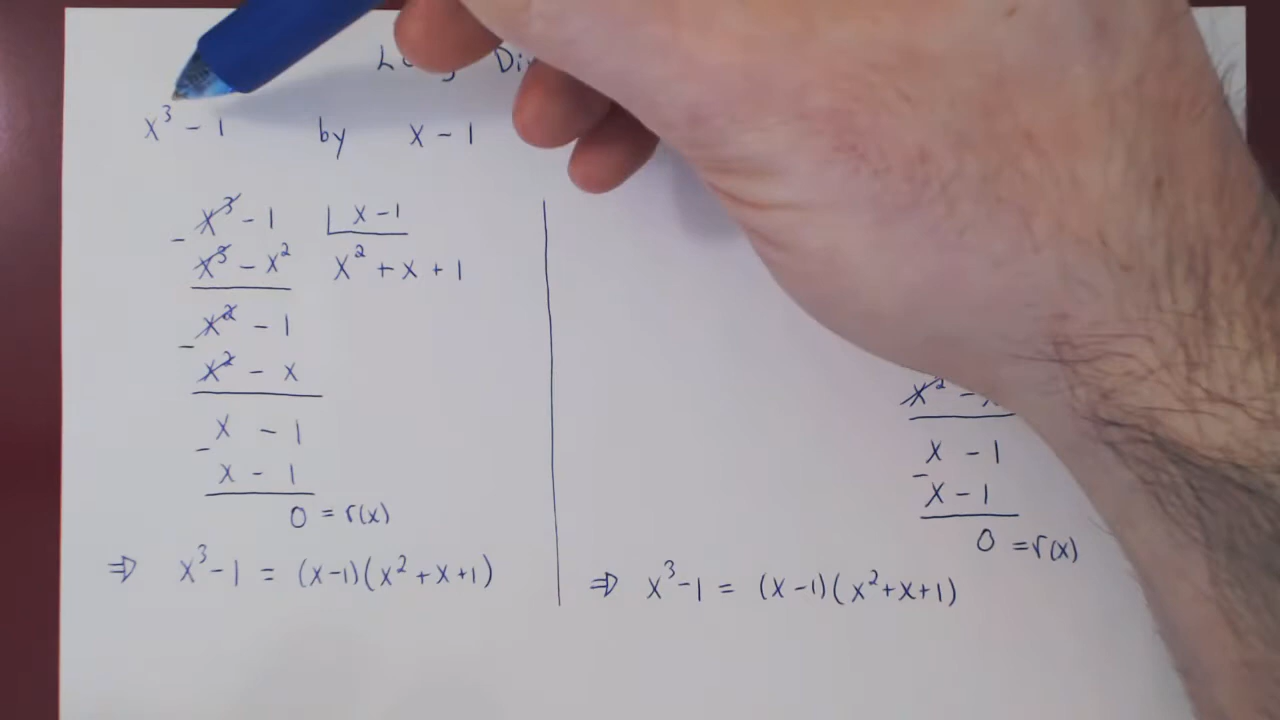 x³ - 1 by x - 1
x³ - 1 | x - 1
- x³ - x² x² + x + 1
x² - 1
- x² - x
x - 1
- x - 1
0 = r(x)
⇒ x³ - 1 = (x-1)(x² + x + 1)
x - 1
- x - 1
0 = r(x)
⇒ x³ - 1 = (x - 1)(x² + x + 1)